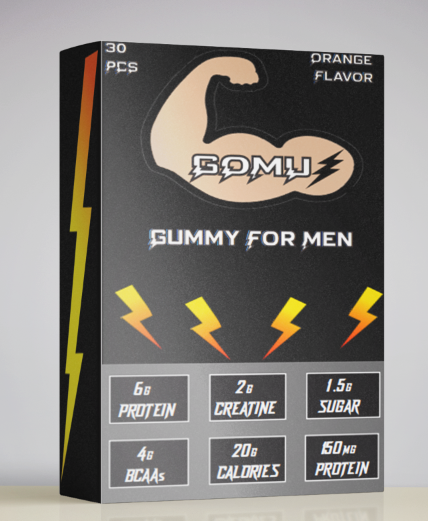 30
PCS
ORANGE
FLAVOR
GOMU
GUMMY FOR MEN
6G
PROTEIN
2G
CREATINE
1.5G
SUGAR
4G
BCAAs
20G
CALORIES
150MG
PROTEIN